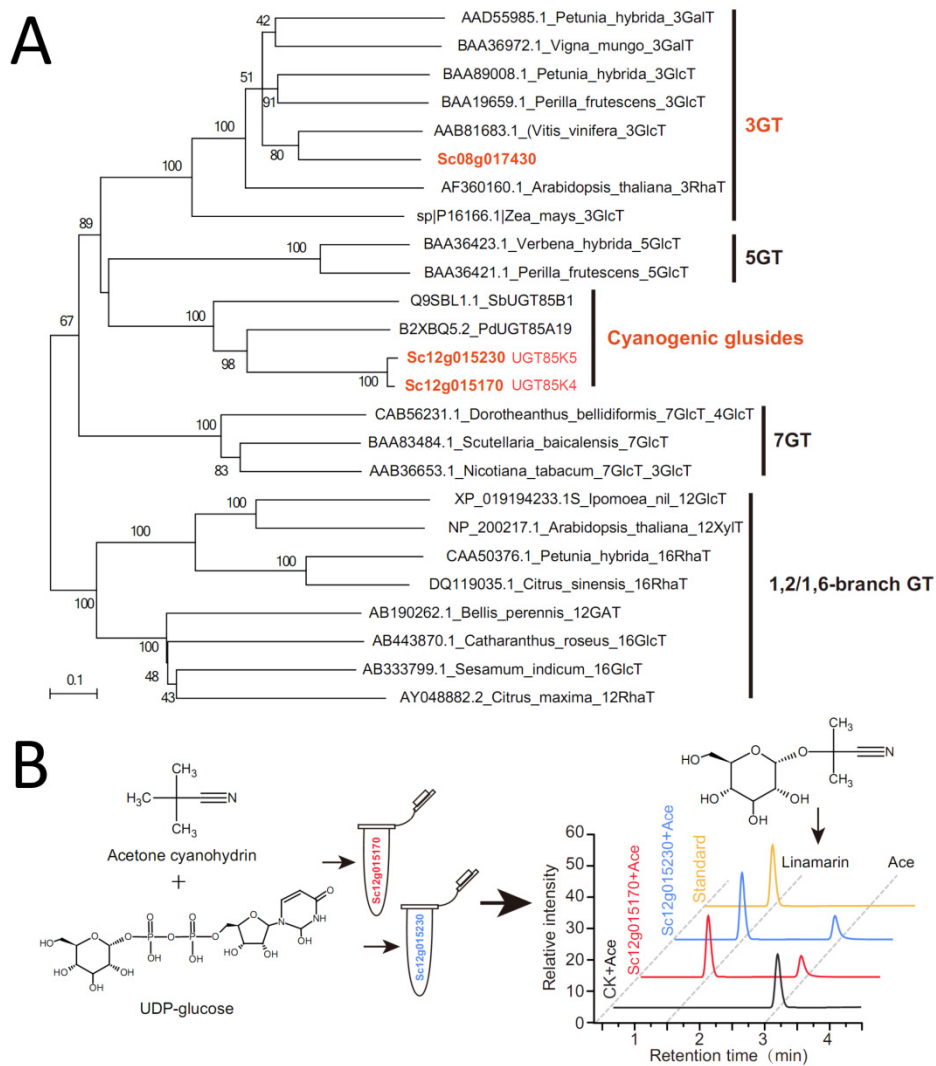 A
42
AAD55985.1_Petunia_hybrida_3GalT
BAA36972.1_Vigna_mungo_3GalT
51
BAA89008.1_Petunia_hybrida_3GlcT
91
BAA19659.1_Perilla_frutescens_3GlcT
3GT
100
AAB81683.1_(Vitis_vinifera_3GlcT
80
Sc08g017430
100
AF360160.1_Arabidopsis_thaliana_3RhaT
sp|P16166.1|Zea_mays_3GlcT
89
100
BAA36423.1_Verbena_hybrida_5GlcT
5GT
BAA36421.1_Perilla_frutescens_5GlcT
Q9SBL1.1_SbUGT85B1
67
100
B2XBQ5.2_PdUGT85A19
Cyanogenic glusides
98
Sc12g015230 UGT85K5
100
Sc12g015170 UGT85K4
CAB56231.1_Dorotheanthus_bellidiformis_7GlcT_4GlcT
100
BAA83484.1_Scutellaria_baicalensis_7GlcT
7GT
83
AAB36653.1_Nicotiana_tabacum_7GlcT_3GlcT
XP_019194233.1S_Ipomoea_nil_12GlcT
100
NP_200217.1_Arabidopsis_thaliana_12XylT
100
CAA50376.1_Petunia_hybrida_16RhaT
100
DQ119035.1_Citrus_sinensis_16RhaT
1,2/1,6-branch GT
100
AB190262.1_Bellis_perennis_12GAT
100
AB443870.1_Catharanthus_roseus_16GlcT
48
AB333799.1_Sesamum_indicum_16GlcT
43
AY048882.2_Citrus_maxima_12RhaT
0.1
B
CH3
H3C
N
CH3
Acetone cyanohydrin
+
HO
O
HO
OH
OH
O
O
P
OH
O
O
P
OH
O
O
HO
OH
N
O
NH
OH
UDP-glucose
Sc12g015170
Sc12g015230
HO
O
HO
OH
OH
O
CH3
N
CH3
Linamarin
Ace
Standard
Sc12g015230+Ace
Sc12g015170+Ace
CK+Ace
Relative intensity
60
50
40
30
20
10
0
1
2
3
4
Retention time (min)